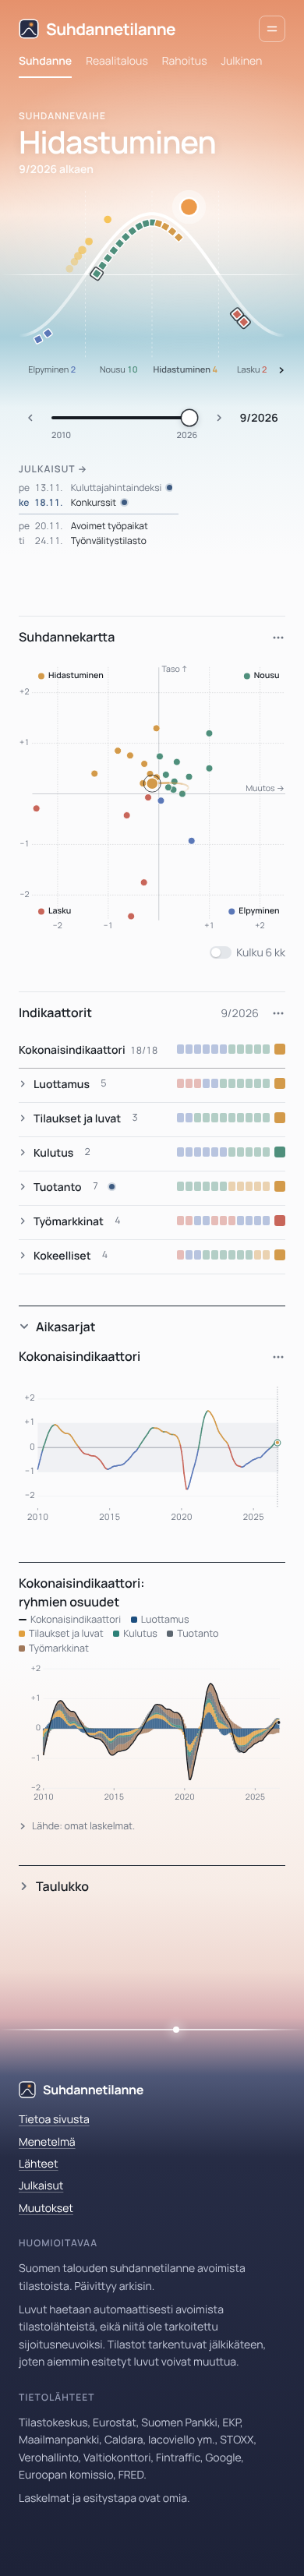 Suhdannetilanne
Suhdanne Reaalitalous Rahoitus Julkinen
SUHDANNEVAIHE
Hidastuminen
9/2026 alkaen
Elpyminen 2 Nousu 10 Hidastuminen 4 Lasku 2
9/2026
2010 2026
JULKAISUT →
pe 13.11. Kuluttajahintaindeksi
ke 18.11. Konkurssit
pe 20.11. Avoimet työpaikat
ti 24.11. Työnvälitystilasto
Suhdannekartta
Taso ↑
Hidastuminen Nousu
+2
+1
Muutos →
−1
−2
Lasku Elpyminen
−2 −1 +1 +2
Kulku 6 kk
Indikaattorit 9/2026
Kokonaisindikaattori 18/18
Luottamus 5
Tilaukset ja luvat 3
Kulutus 2
Tuotanto 7
Työmarkkinat 4
Kokeelliset 4
Aikasarjat
Kokonaisindikaattori
+2
+1
0
−1
−2
2010 2015 2020 2025
Kokonaisindikaattori:
ryhmien osuudet
Kokonaisindikaattori Luottamus
Tilaukset ja luvat Kulutus Tuotanto
Työmarkkinat
+2
+1
0
−1
−2
2010 2015 2020 2025
Lähde: omat laskelmat.
Taulukko
Suhdannetilanne
Tietoa sivusta
Menetelmä
Lähteet
Julkaisut
Muutokset
HUOMIOITAVAA
Suomen talouden suhdannetilanne avoimista
tilastoista. Päivittyy arkisin.
Luvut haetaan automaattisesti avoimista
tilastolähteistä, eikä niitä ole tarkoitettu
sijoitusneuvoiksi. Tilastot tarkentuvat jälkikäteen,
joten aiemmin esitetyt luvut voivat muuttua.
TIETOLÄHTEET
Tilastokeskus, Eurostat, Suomen Pankki, EKP,
Maailmanpankki, Caldara, Iacoviello ym., STOXX,
Verohallinto, Valtiokonttori, Fintraffic, Google,
Euroopan komissio, FRED.
Laskelmat ja esitystapa ovat omia.